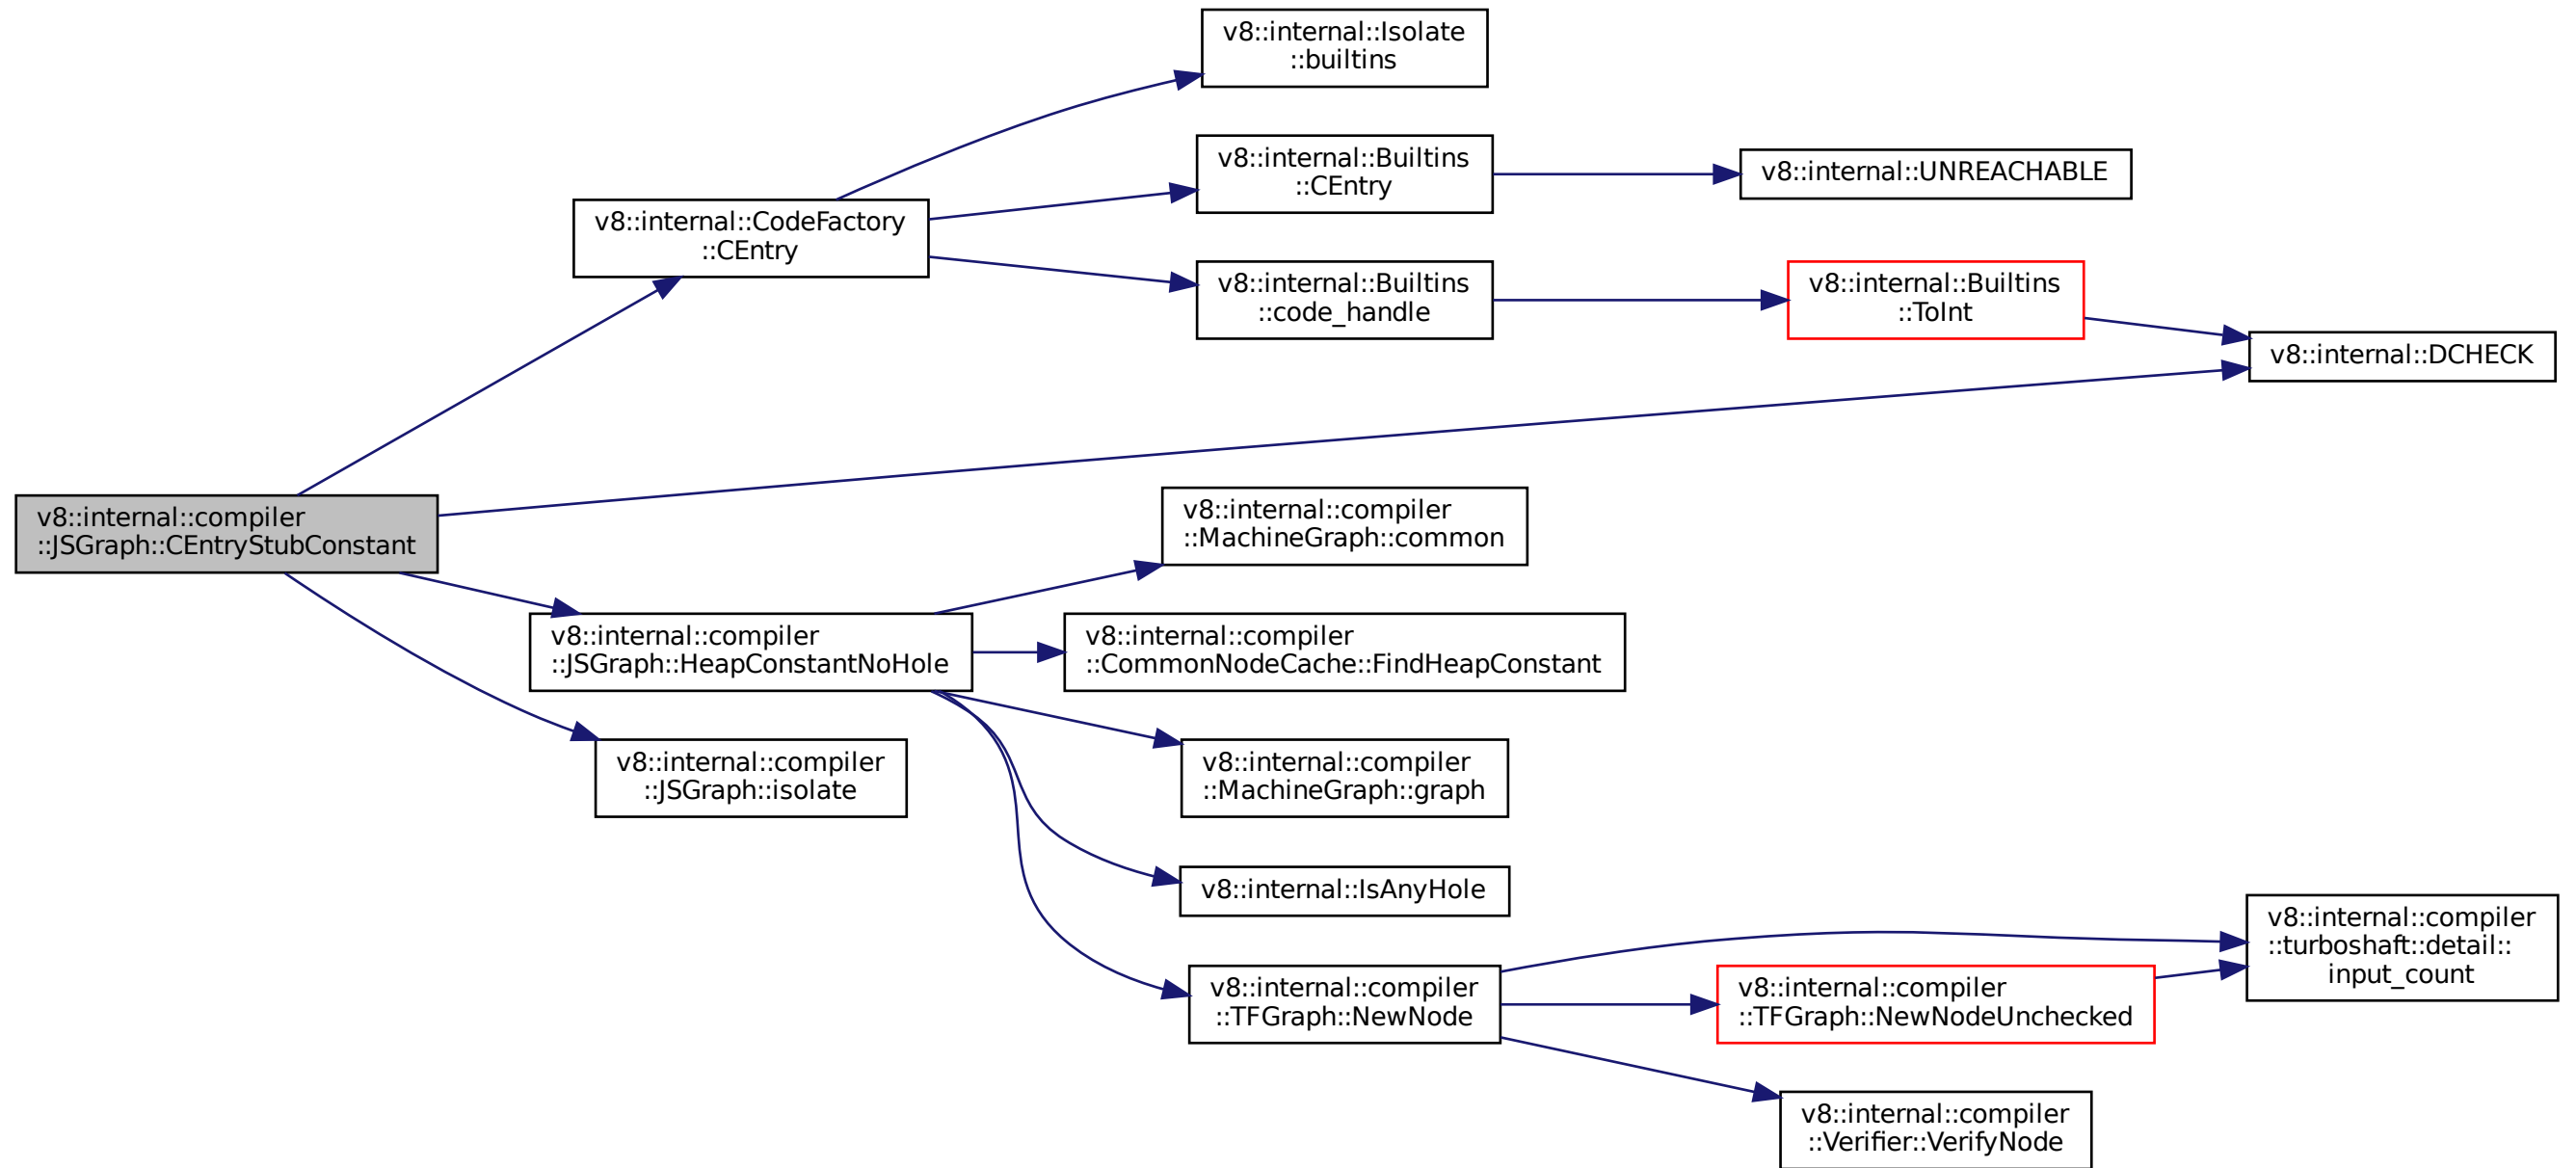 v8::internal::Isolate
::builtins
v8::internal::Builtins
::CEntry
v8::internal::UNREACHABLE
v8::internal::CodeFactory
::CEntry
v8::internal::Builtins
::code_handle
v8::internal::Builtins
::ToInt
v8::internal::DCHECK
v8::internal::compiler
::JSGraph::CEntryStubConstant
v8::internal::compiler
::MachineGraph::common
v8::internal::compiler
::JSGraph::HeapConstantNoHole
v8::internal::compiler
::CommonNodeCache::FindHeapConstant
v8::internal::compiler
::JSGraph::isolate
v8::internal::compiler
::MachineGraph::graph
v8::internal::IsAnyHole
v8::internal::compiler
::turboshaft::detail::
input_count
v8::internal::compiler
::TFGraph::NewNode
v8::internal::compiler
::TFGraph::NewNodeUnchecked
v8::internal::compiler
::Verifier::VerifyNode